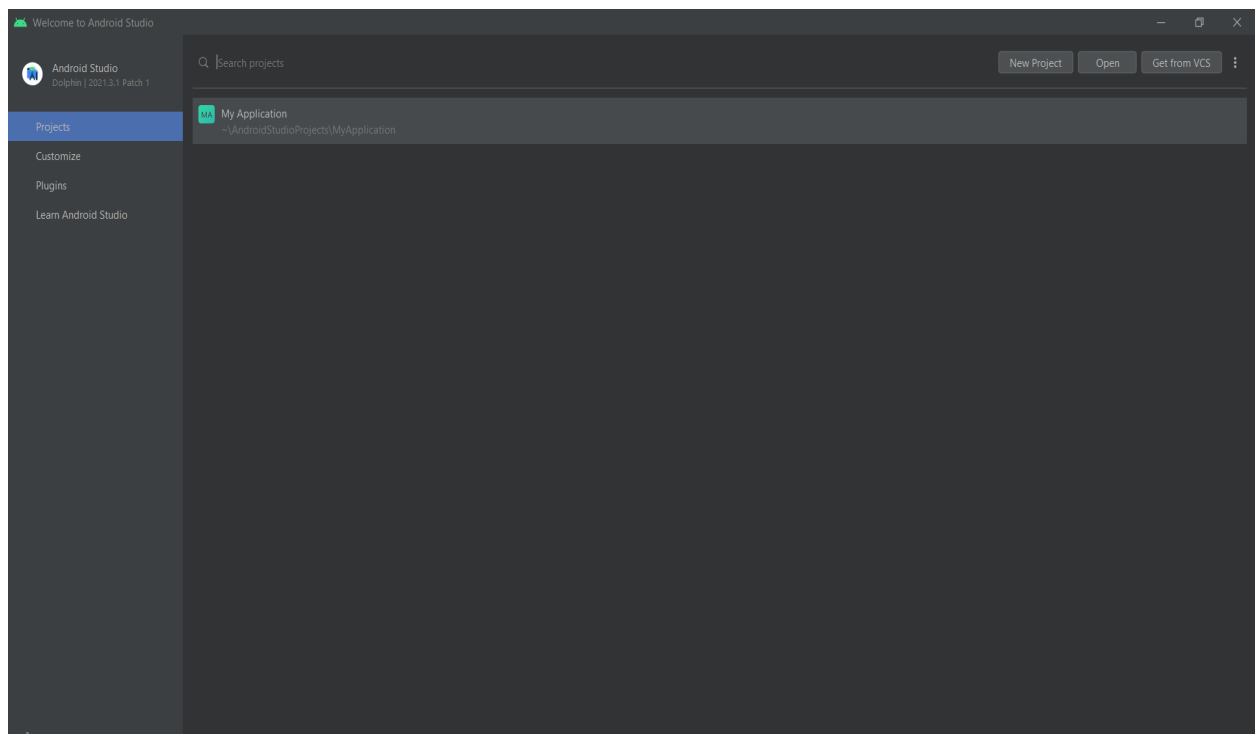 Welcome to Android Studio
Android Studio
Dolphin | 2021.3.1 Patch 1
Search projects
New Project
Open
Get from VCS
MA
My Application
~\AndroidStudioProjects\MyApplication
Projects
Customize
Plugins
Learn Android Studio